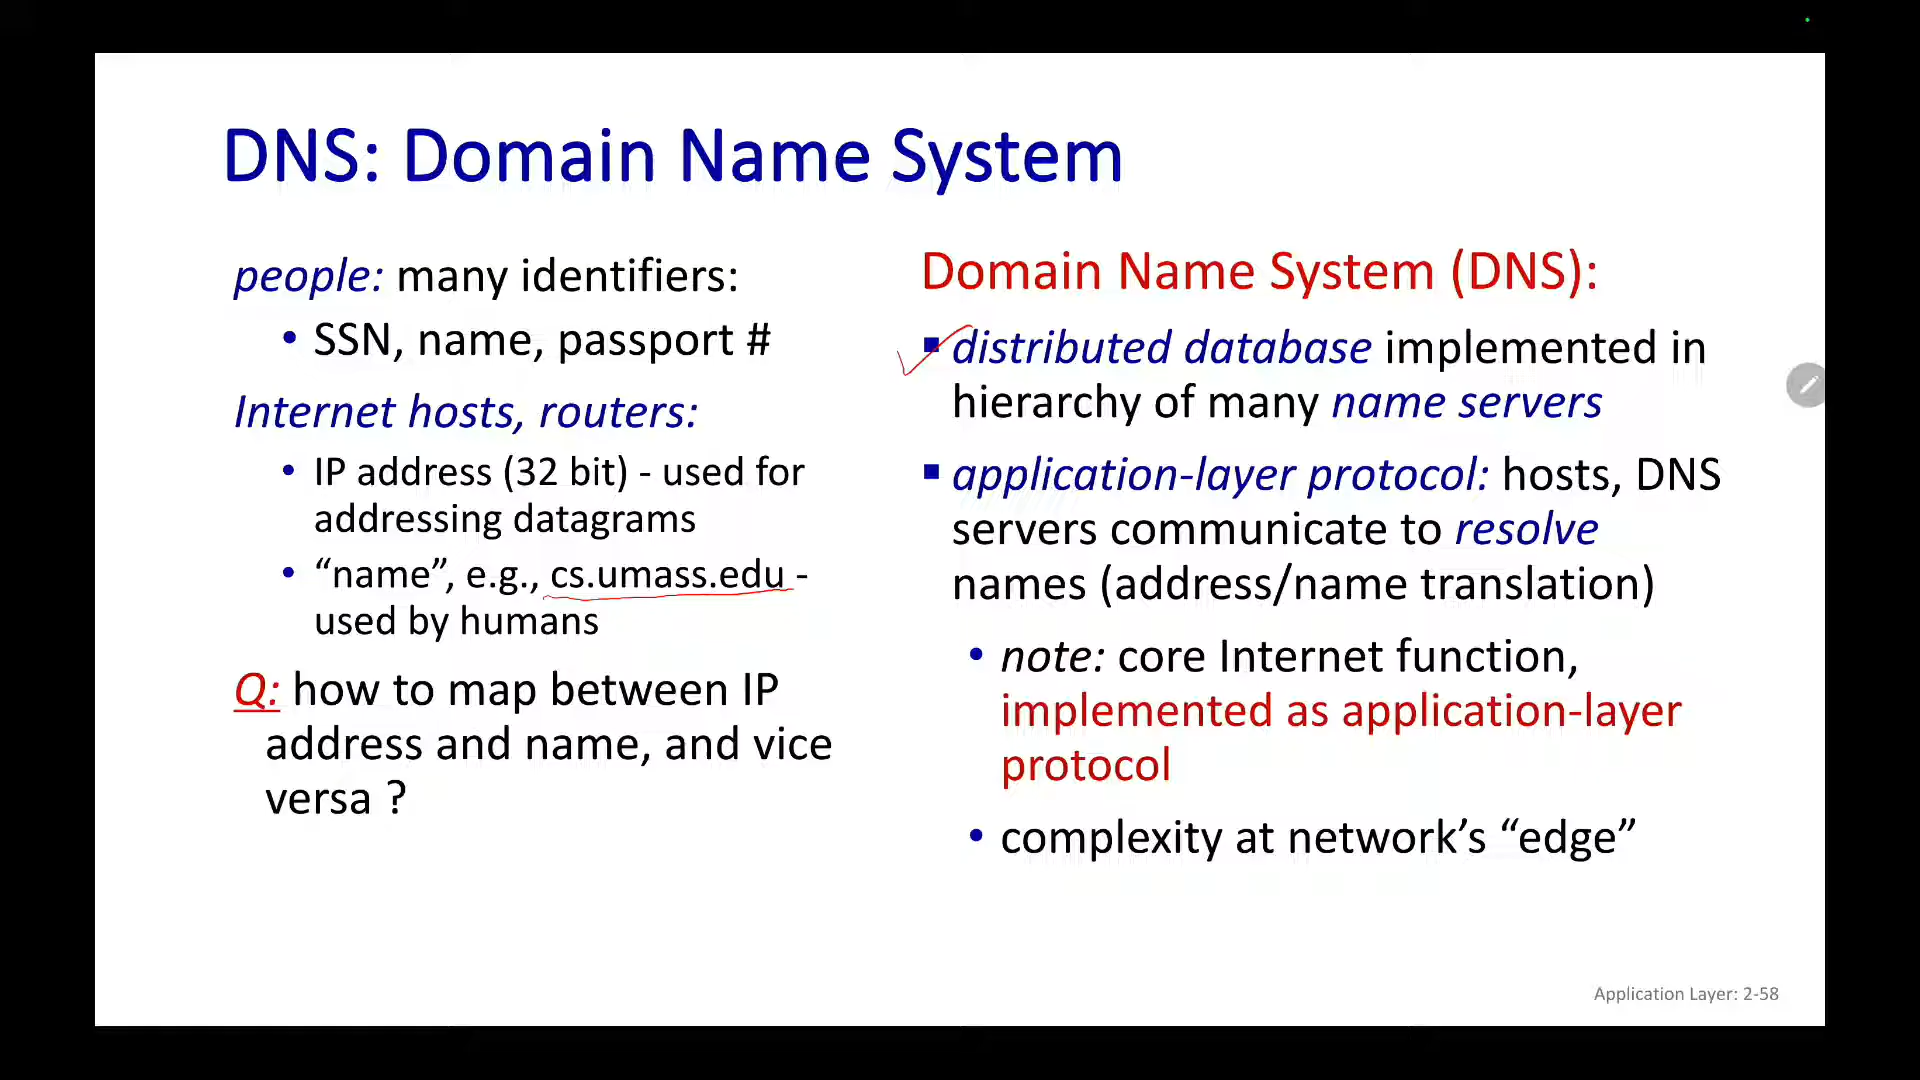 DNS: Domain Name System
people: many identifiers:
• SSN, name, passport #
Internet hosts, routers:
• IP address (32 bit) - used for
addressing datagrams
• “name”, e.g., cs.umass.edu -
used by humans
Q: how to map between IP
address and name, and vice
versa ?
Domain Name System (DNS):
▪ distributed database implemented in
hierarchy of many name servers
▪ application-layer protocol: hosts, DNS
servers communicate to resolve
names (address/name translation)
• note: core Internet function,
implemented as application-layer
protocol
• complexity at network’s “edge”
Application Layer: 2-58